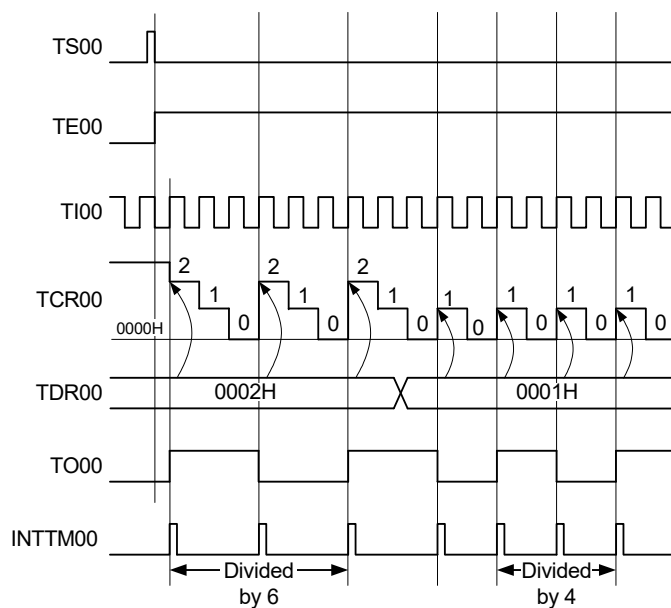 TS00
TE00
TI00
TCR00
2 2 2
1 1 1 1 1 1 1
0 0 0 0 0 0 0
0000H
TDR00
0002H 0001H
TO00
INTTM00
Divided by 6
Divided by 4